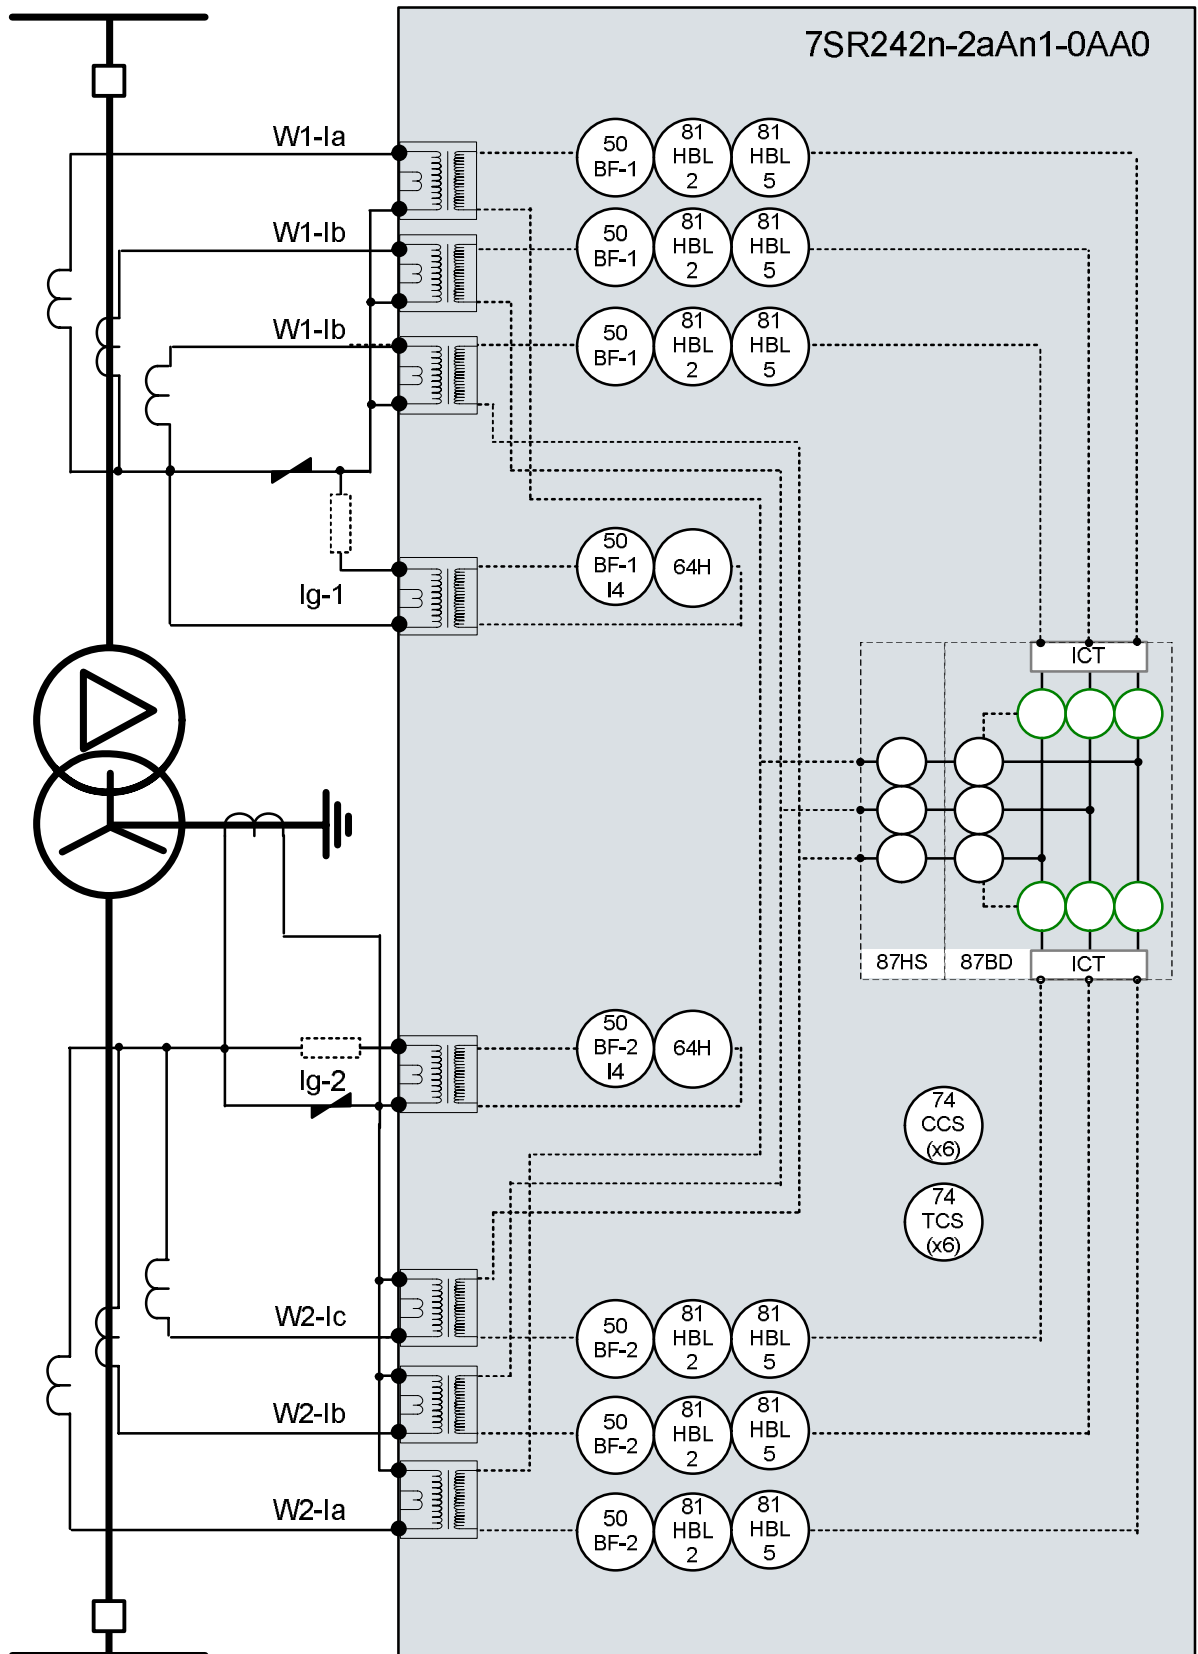 7SR242n-2aAn1-0AA0
W1-Ia
50
BF-1
81
HBL
2
81
HBL
5
W1-Ib
50
BF-1
81
HBL
2
81
HBL
5
W1-Ib
50
BF-1
81
HBL
2
81
HBL
5
Ig-1
50
BF-1
I4
64H
ICT
87HS
87BD
ICT
Ig-2
50
BF-2
I4
64H
74
CCS
(x6)
74
TCS
(x6)
W2-Ic
50
BF-2
81
HBL
2
81
HBL
5
W2-Ib
50
BF-2
81
HBL
2
81
HBL
5
W2-Ia
50
BF-2
81
HBL
2
81
HBL
5